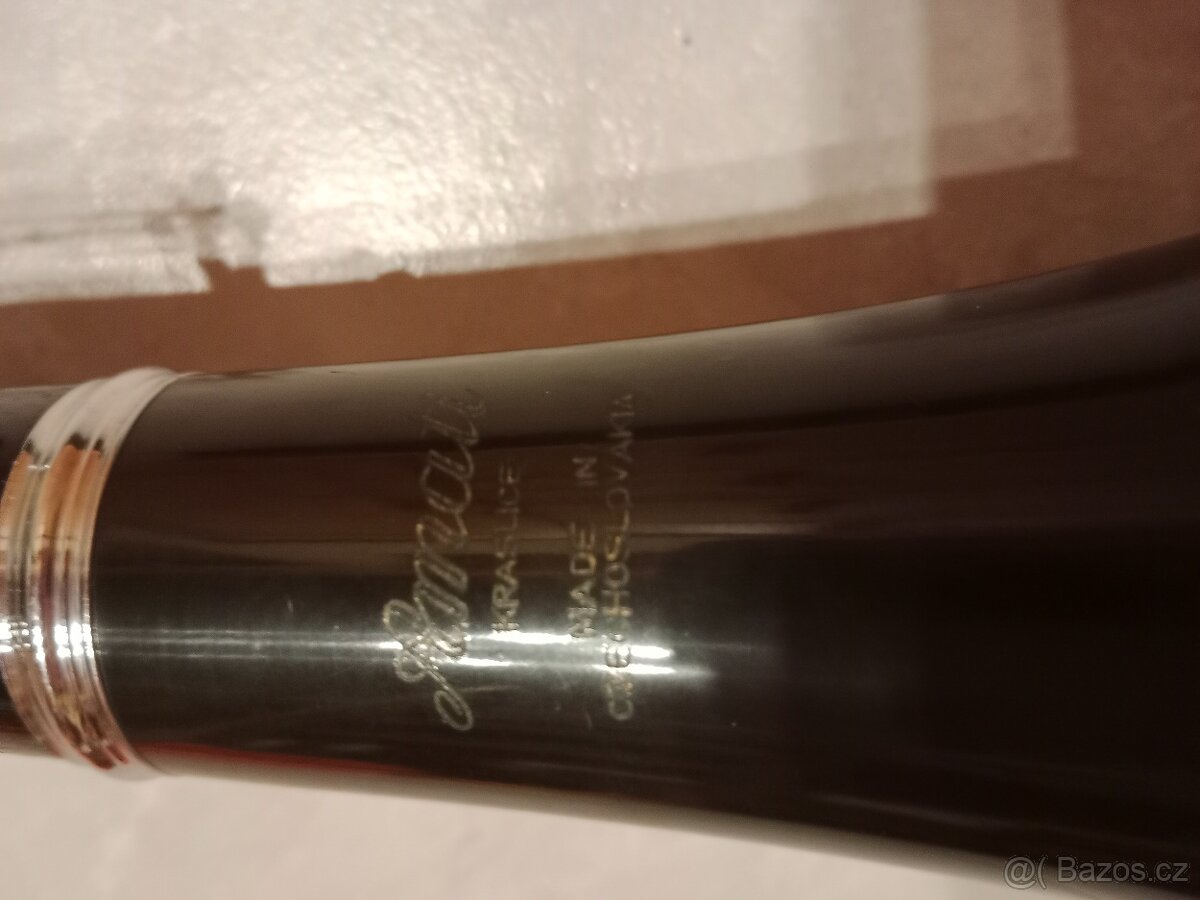 Amati
KRASLICE
MADE IN
CZECHOSLOVAKIA
@( Bazos.cz